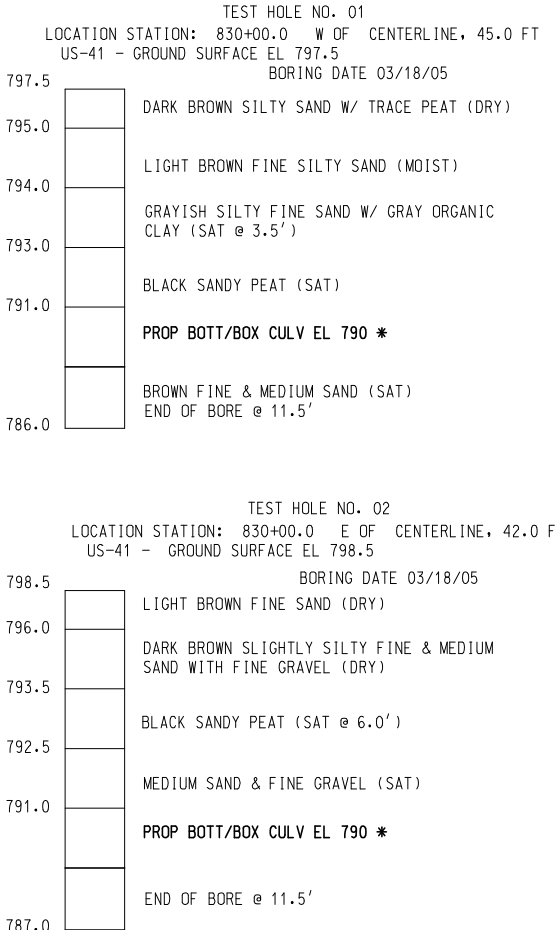 TEST HOLE NO. 01
LOCATION STATION: 830+00.0 W OF CENTERLINE, 45.0 FT
US-41 - GROUND SURFACE EL 797.5
BORING DATE 03/18/05
797.5
DARK BROWN SILTY SAND W/ TRACE PEAT (DRY)
795.0
LIGHT BROWN FINE SILTY SAND (MOIST)
794.0
GRAYISH SILTY FINE SAND W/ GRAY ORGANIC
CLAY (SAT @ 3.5')
793.0
BLACK SANDY PEAT (SAT)
791.0
PROP BOTT/BOX CULV EL 790 *
BROWN FINE & MEDIUM SAND (SAT)
END OF BORE @ 11.5'
786.0
TEST HOLE NO. 02
LOCATION STATION: 830+00.0 E OF CENTERLINE, 42.0 F
US-41 - GROUND SURFACE EL 798.5
BORING DATE 03/18/05
798.5
LIGHT BROWN FINE SAND (DRY)
796.0
DARK BROWN SLIGHTLY SILTY FINE & MEDIUM
SAND WITH FINE GRAVEL (DRY)
793.5
BLACK SANDY PEAT (SAT @ 6.0')
792.5
MEDIUM SAND & FINE GRAVEL (SAT)
791.0
PROP BOTT/BOX CULV EL 790 *
END OF BORE @ 11.5'
787.0